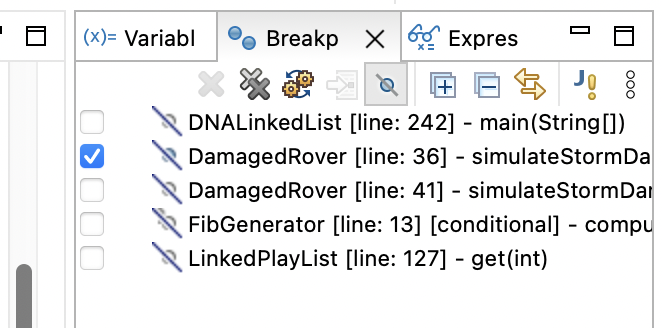 (x)= Variabl Breakp Expres
DNALinkedList [line: 242] - main(String[])
DamagedRover [line: 36] - simulateStormDa
DamagedRover [line: 41] - simulateStormDar
FibGenerator [line: 13] [conditional] - compu
LinkedPlayList [line: 127] - get(int)